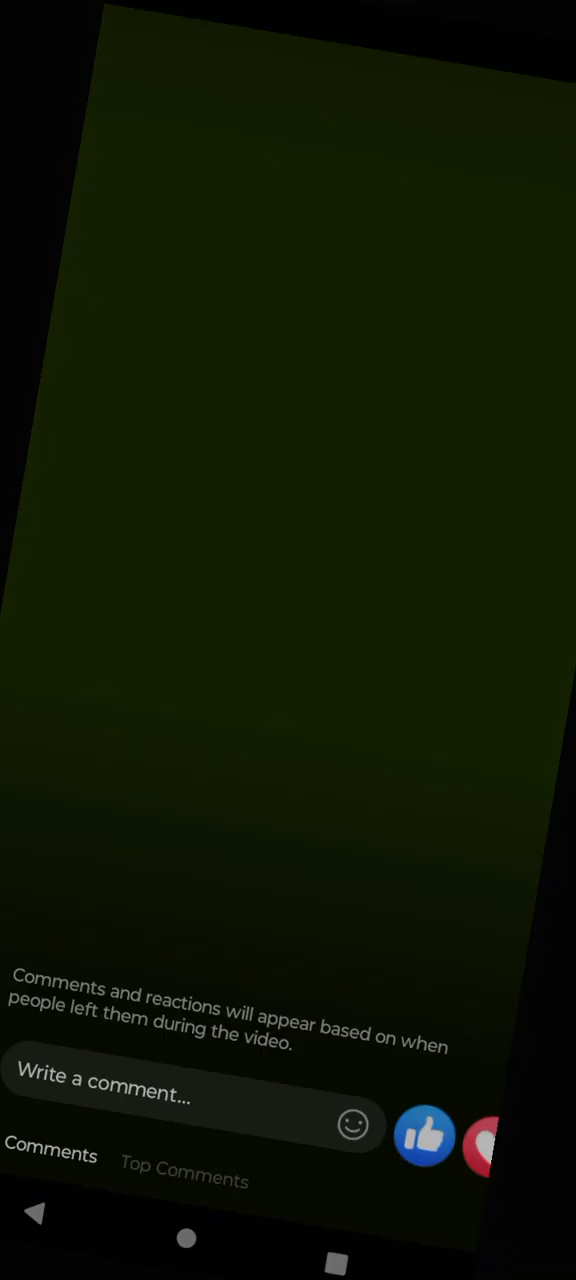 Comments and reactions will appear based on when
people left them during the video.
Write a comment...
Comments Top Comments